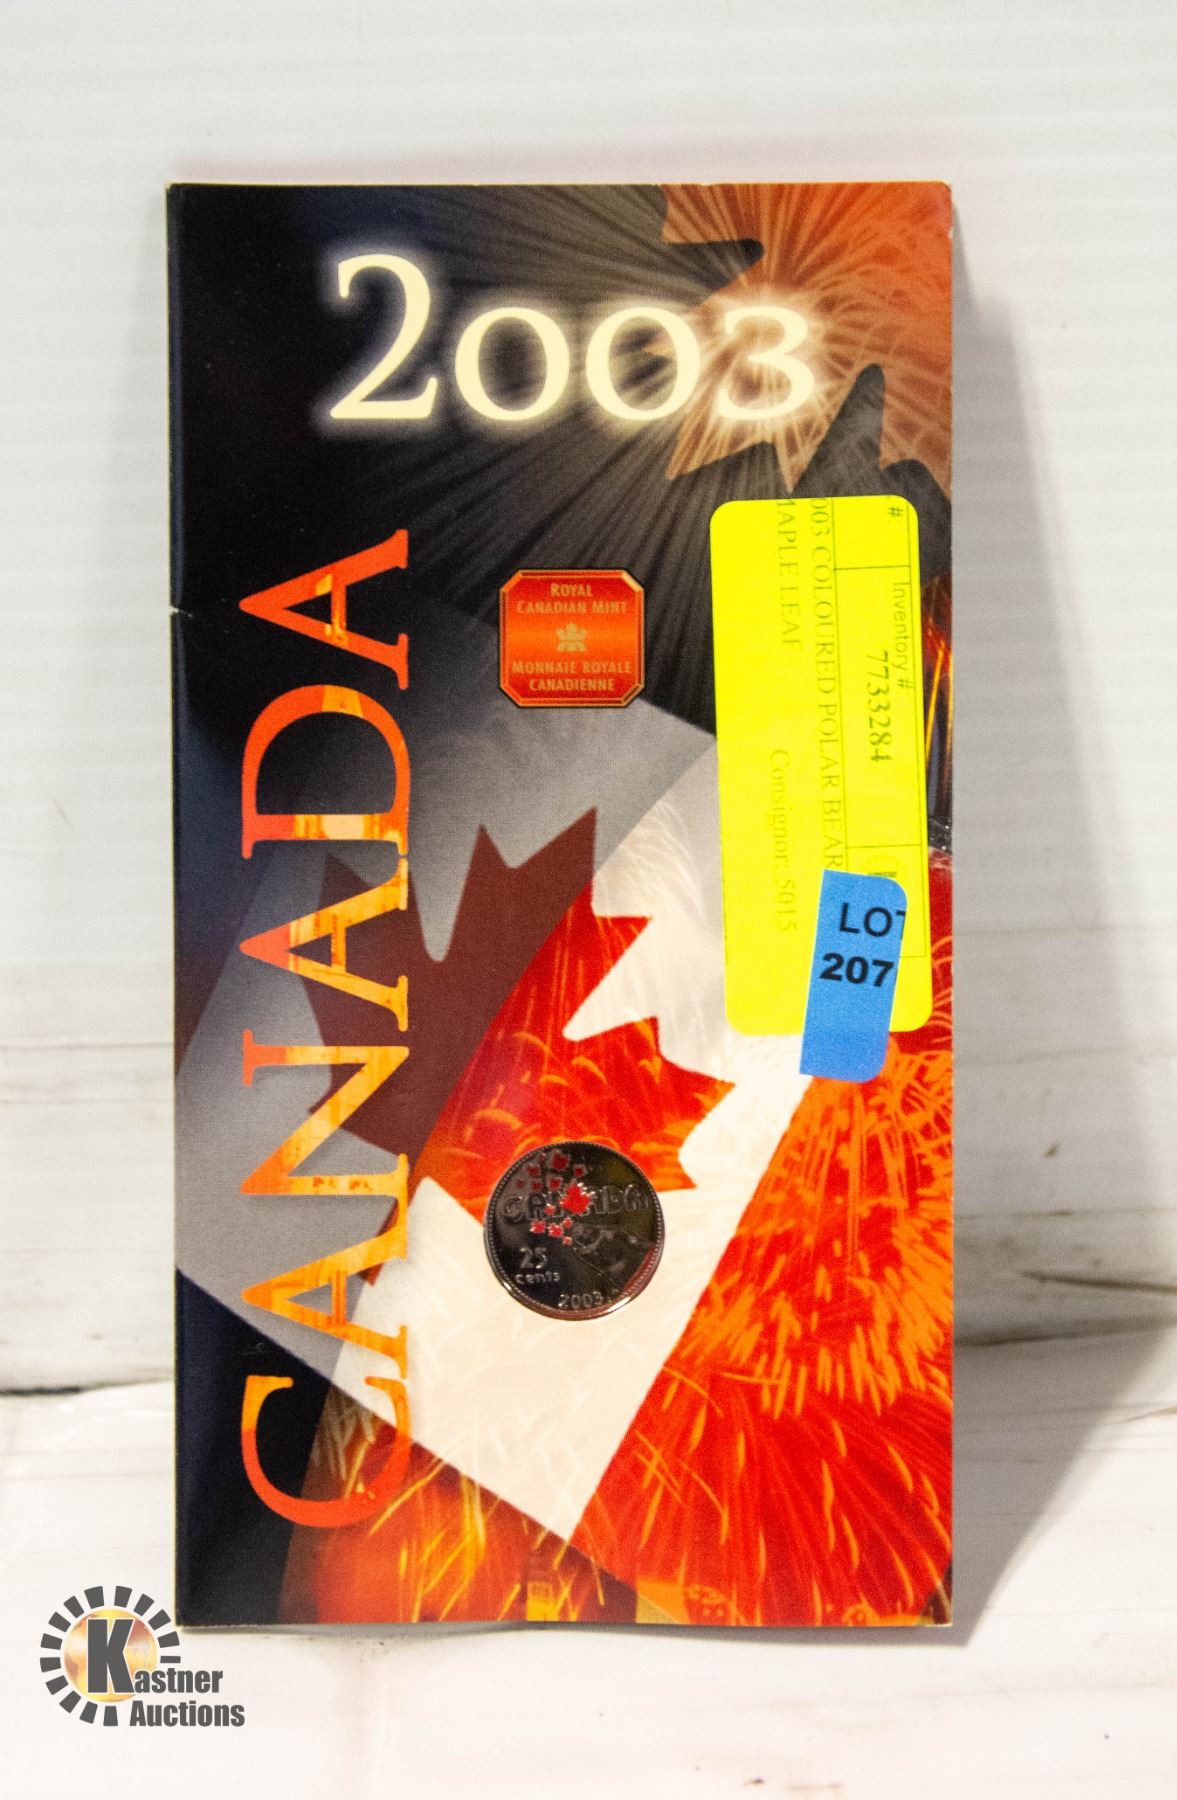 2003
CANADA
ROYAL
CANADIAN MINT
MONNAIE ROYALE
CANADIENNE
#
Inventory #
7733284
003 COLOURED POLAR BEAR
MAPLE LEAF
Consignor: 5015
LOT
207
CANADA
25
cents
2003
Kastner
Auctions